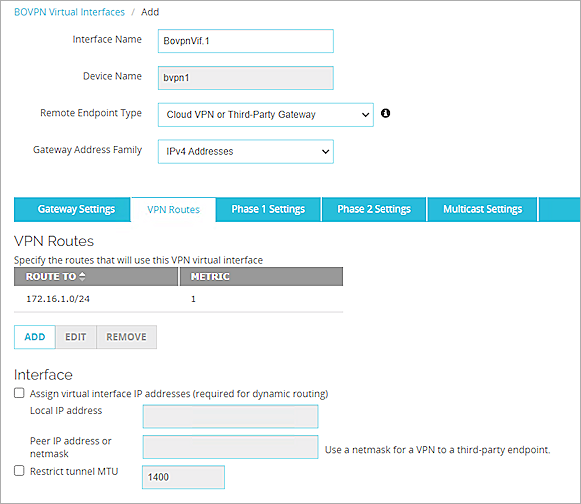 BOVPN Virtual Interfaces / Add
Interface Name BovpnVif.1
Device Name bvpn1
Remote Endpoint Type Cloud VPN or Third-Party Gateway
Gateway Address Family IPv4 Addresses
Gateway Settings VPN Routes Phase 1 Settings Phase 2 Settings Multicast Settings
VPN Routes
Specify the routes that will use this VPN virtual interface
ROUTE TO METRIC
172.16.1.0/24 1
ADD EDIT REMOVE
Interface
Assign virtual interface IP addresses (required for dynamic routing)
Local IP address
Peer IP address or
netmask
Use a netmask for a VPN to a third-party endpoint.
Restrict tunnel MTU 1400